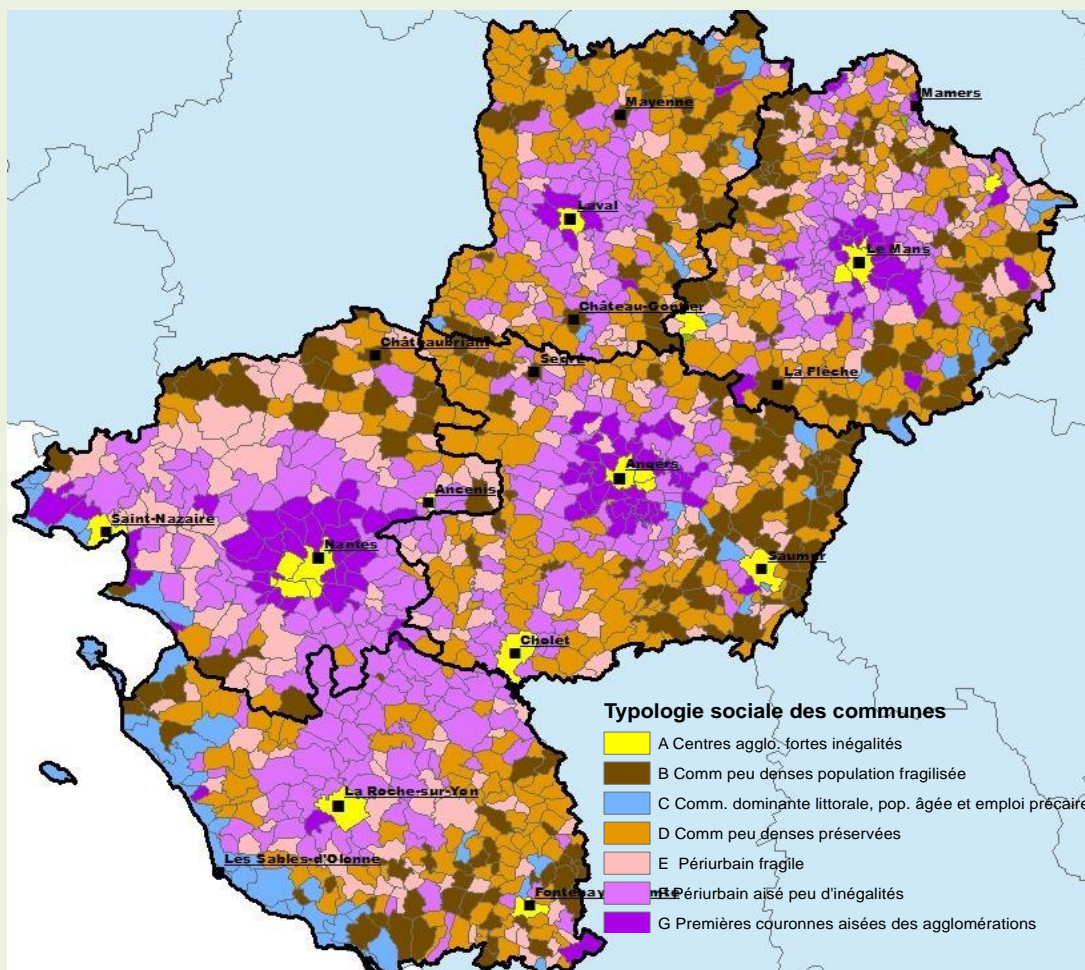 Mayenne
Mamers
Laval
Le Mans
Château-Gontier
Châteaubriant
Segré
La Flèche
Angers
Ancenis
Saint-Nazaire
Nantes
Saumur
Cholet
Typologie sociale des communes
A Centres agglo. fortes inégalités
B Comm peu denses population fragilisée
C Comm. dominante littorale, pop. âgée et emploi précaire
La Roche-sur-Yon
D Comm peu denses préservées
E Périurbain fragile
Les Sables-d'Olonne
Périurbain aisé peu d'inégalités
G Premières couronnes aisées des agglomérations